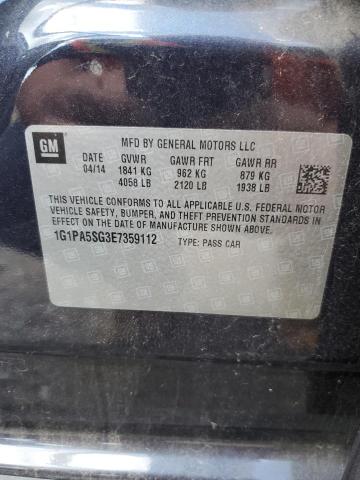 GM
MFD BY GENERAL MOTORS LLC
DATE GVWR GAWR FRT GAWR RR
04/14 1841 KG 962 KG 879 KG
4058 LB 2120 LB 1938 LB
THIS VEHICLE CONFORMS TO ALL APPLICABLE U.S. FEDERAL MOTOR
VEHICLE SAFETY, BUMPER, AND THEFT PREVENTION STANDARDS
IN EFFECT ON THE DATE OF MANUFACTURE SHOWN ABOVE.
1G1PA5SG3E7359112 TYPE: PASS CAR